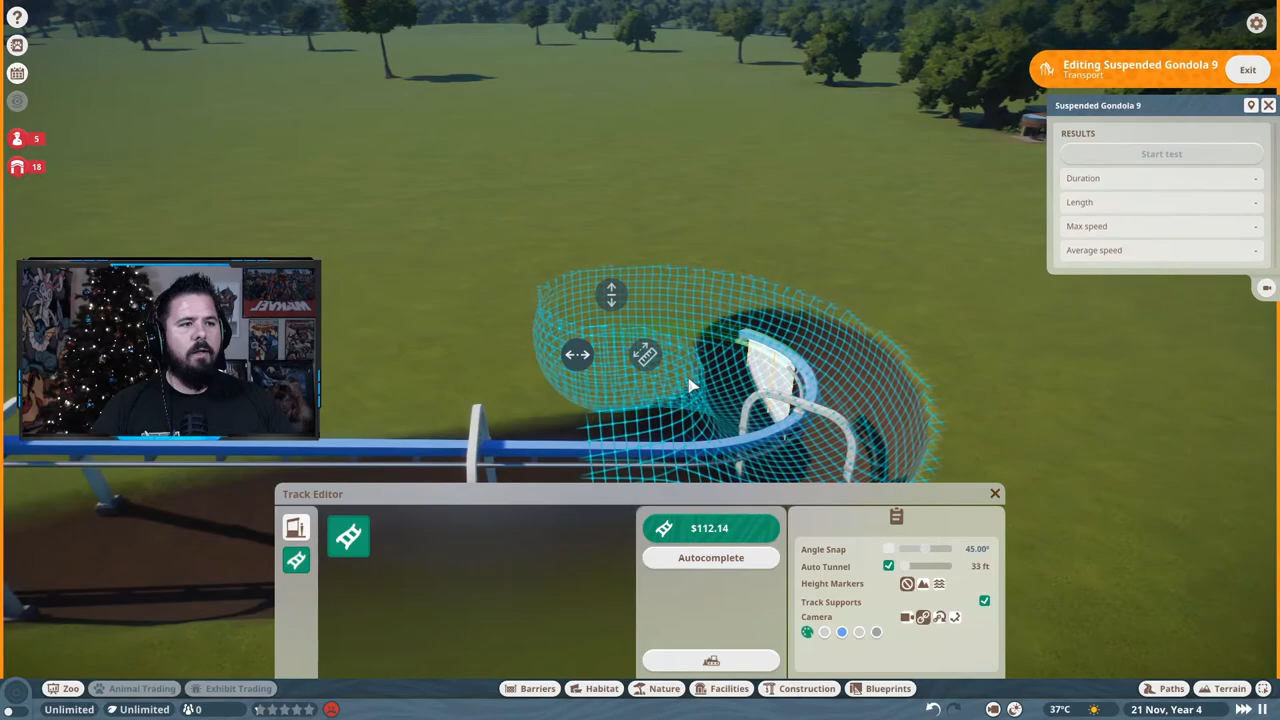 ?
Editing Suspended Gondola 9
Transport
Exit
Suspended Gondola 9
5
18
RESULTS
Start test
Duration -
Length -
Max speed -
Average speed -
MARVEL
Track Editor
$112.14
Autocomplete
Angle Snap 45.00°
Auto Tunnel 33 ft
Height Markers
Track Supports
Camera
Zoo Animal Trading Exhibit Trading Barriers Habitat Nature Facilities Construction Blueprints Paths Terrain
Unlimited Unlimited 0 37°C 21 Nov, Year 4